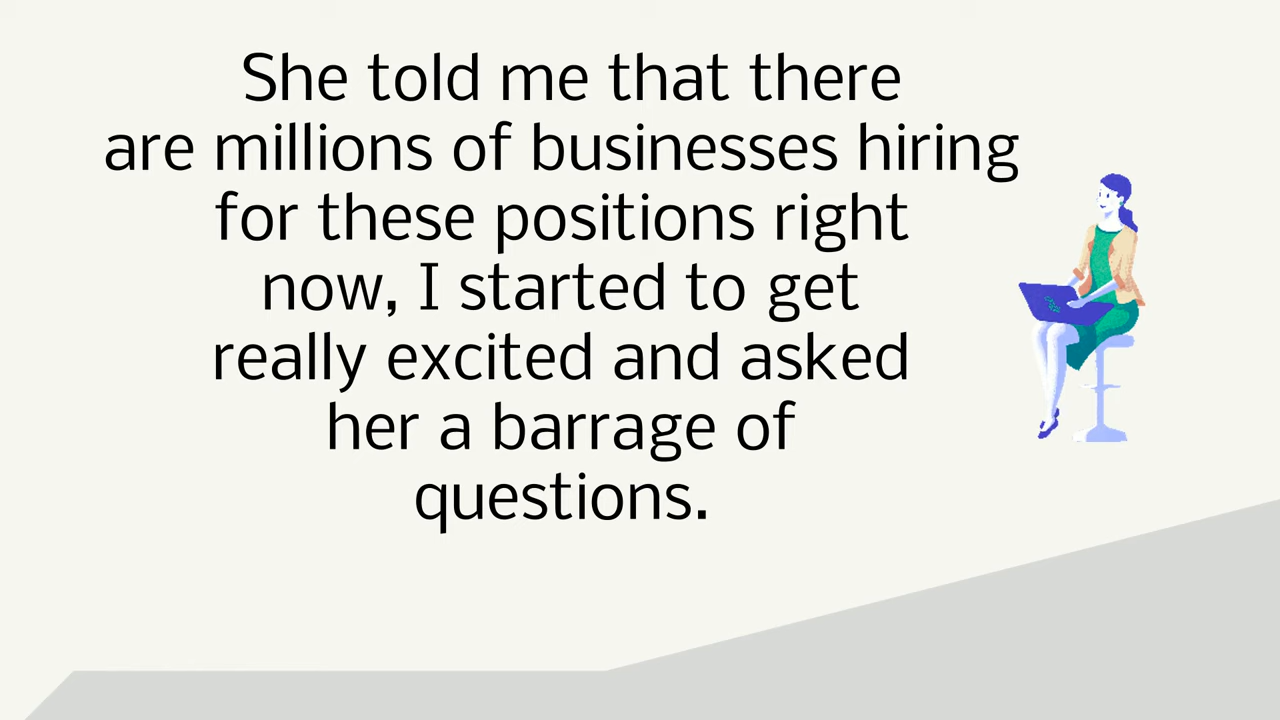 She told me that there
are millions of businesses hiring
for these positions right
now, I started to get
really excited and asked
her a barrage of
questions.